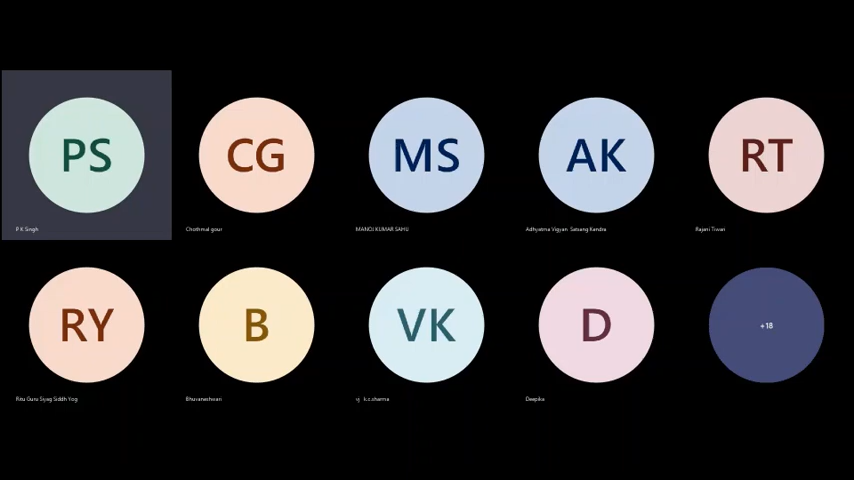 PS
CG
MS
AK
RT
P K Singh
Chothmal gour
MANOJ KUMAR SAHU
Adhyatma Vigyan Satsang Kendra
Rajani Tiwari
RY
B
VK
D
+18
Ritu Guru Siyag Siddh Yog
Bhuvaneshwari
vj k.c.sharma
Deepika